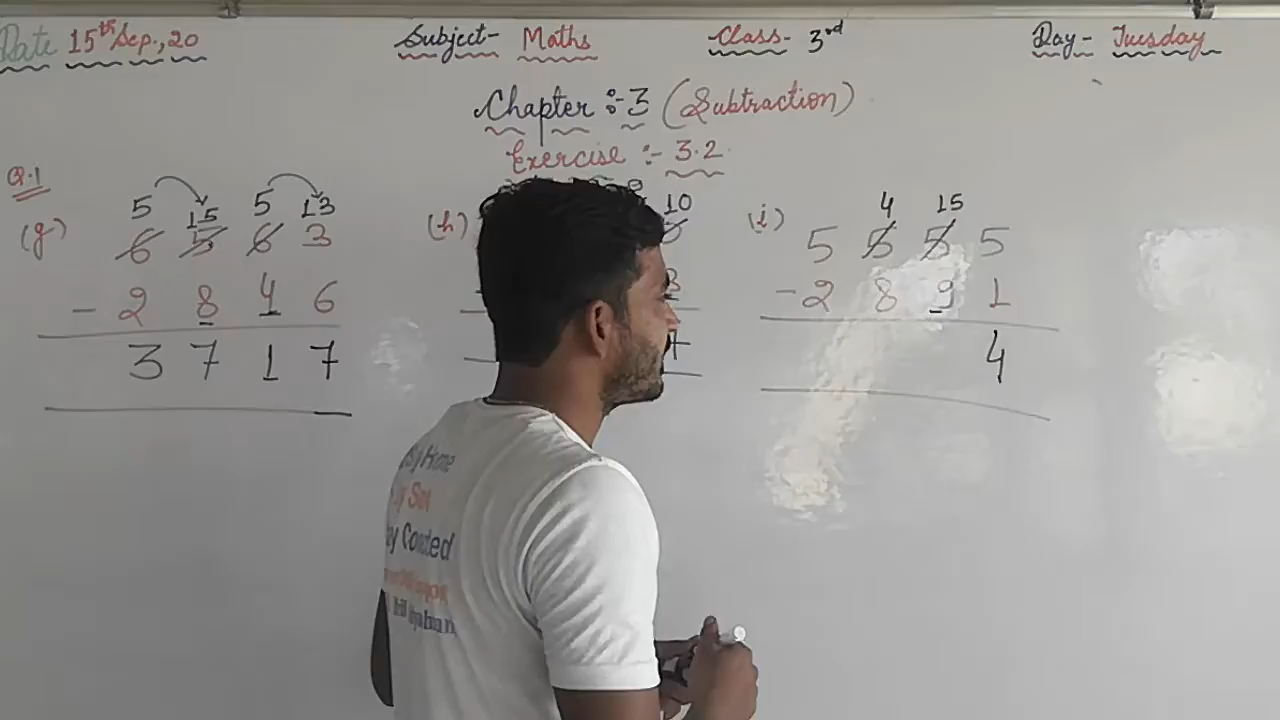 Date 15th Sep., 20 Subject- Maths Class- 3rd Day- Tuesday
Chapter :- 3 (Subtraction)
Exercise :- 3.2
Q.1
(g) 5 15 5 13
6 5 6 3
- 2 8 4 6
3 7 1 7
(h) 10
3
(i) 4 15
5 5 5 5
- 2 8 9 1
4